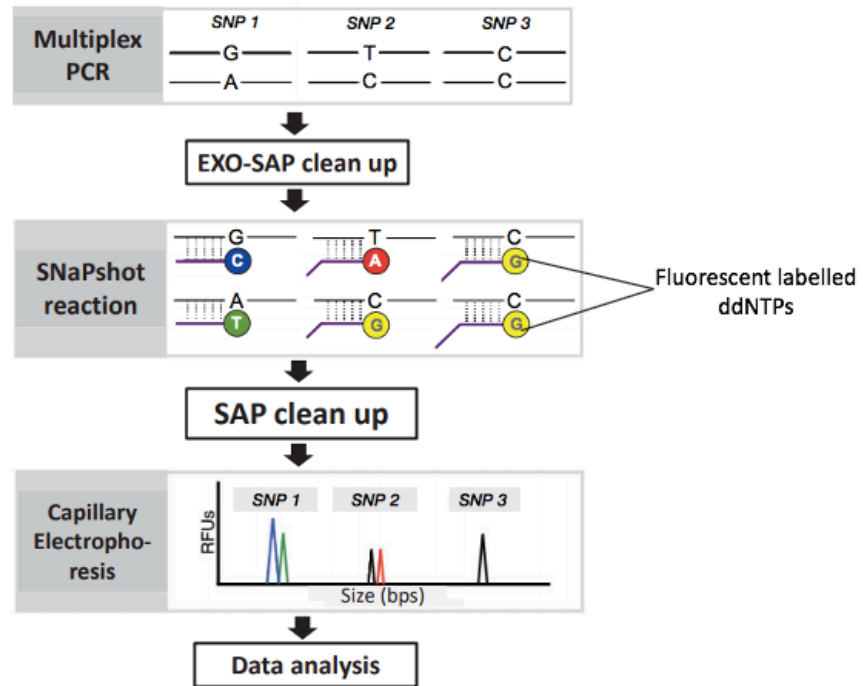 Multiplex
PCR
SNP 1
SNP 2
SNP 3
G
T
C
A
C
C
EXO-SAP clean up
SNaPshot
reaction
G
T
C
C
A
G
A
C
C
T
G
G
Fluorescent labelled
ddNTPs
SAP clean up
Capillary
Electropho-
resis
RFUs
SNP 1
SNP 2
SNP 3
Size (bps)
Data analysis